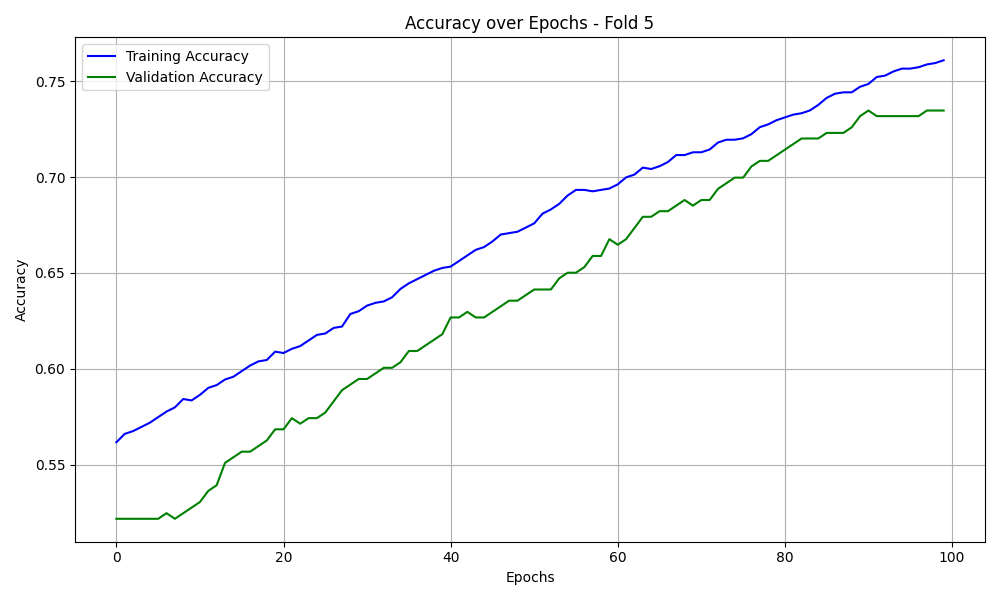 Accuracy over Epochs - Fold 5
Training Accuracy
Validation Accuracy
Accuracy
0.75
0.70
0.65
0.60
0.55
0 20 40 60 80 100
Epochs